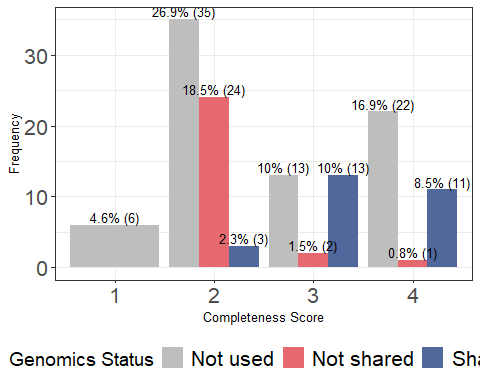 26.9% (35)
18.5% (24)
16.9% (22)
10% (13) 10% (13)
8.5% (11)
4.6% (6)
2.3% (3)
1.5% (2)
0.8% (1)
30
20
10
0
Frequency
1 2 3 4
Completeness Score
Genomics Status Not used Not shared Sha